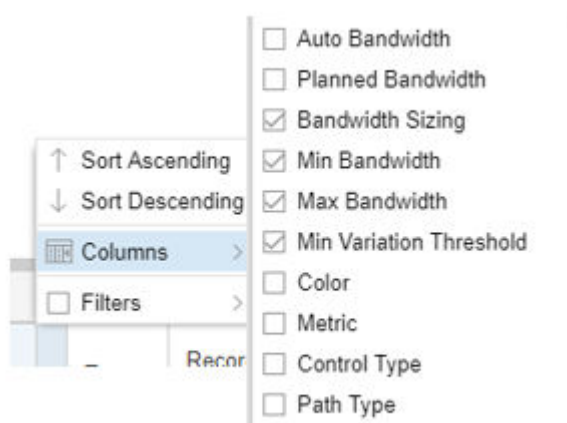 Sort Ascending
Sort Descending
Columns
Filters
Recor
Auto Bandwidth
Planned Bandwidth
Bandwidth Sizing
Min Bandwidth
Max Bandwidth
Min Variation Threshold
Color
Metric
Control Type
Path Type